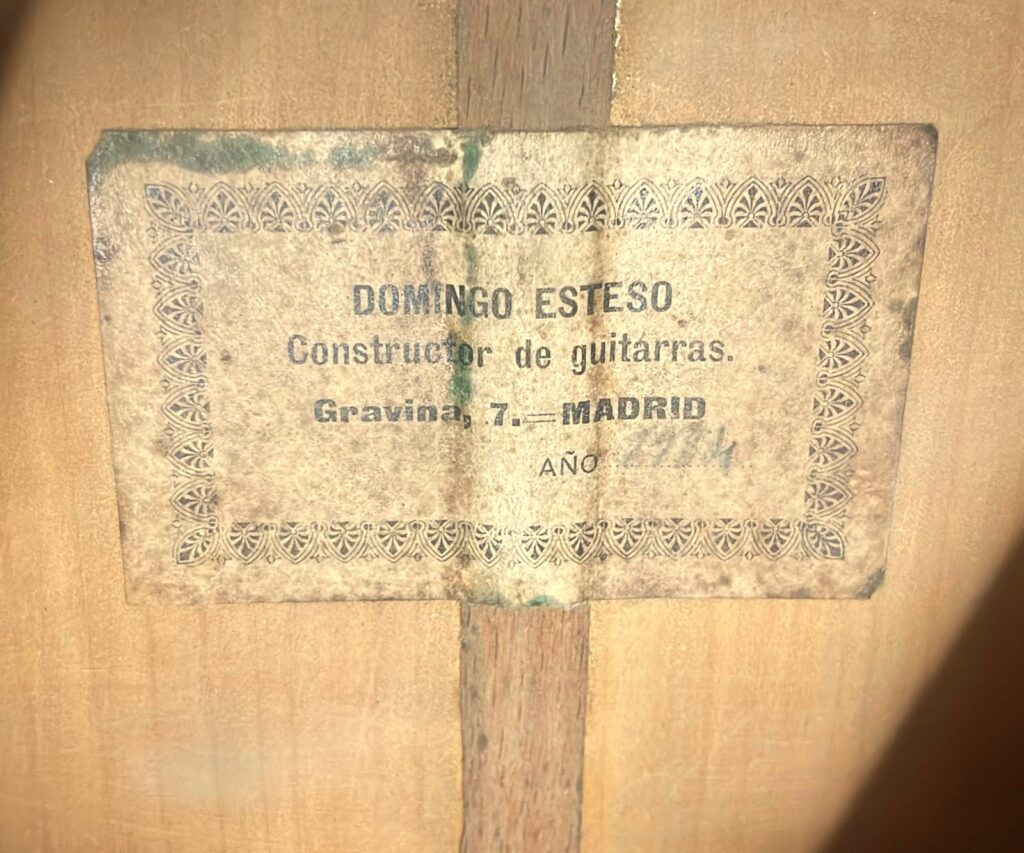 DOMINGO ESTESO
Constructor de guitarras.
Gravina, 7.=MADRID
AÑO